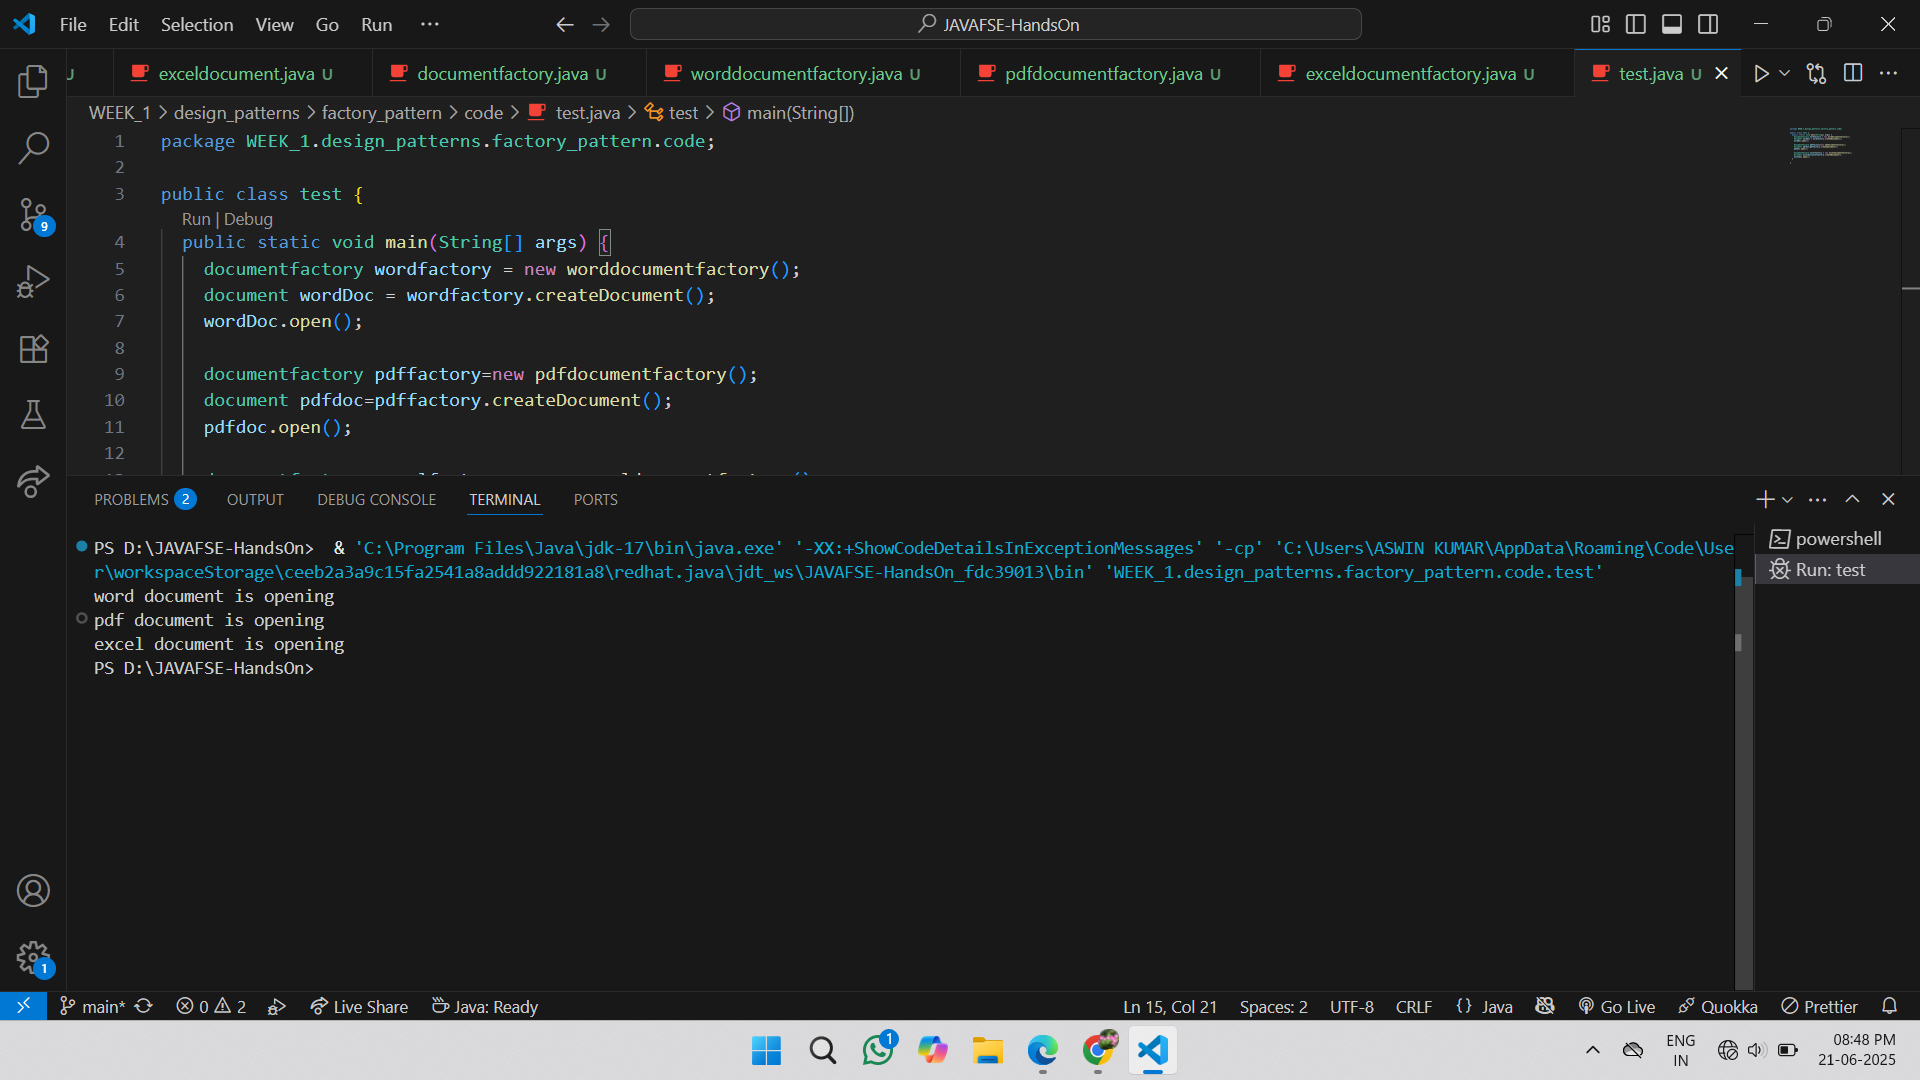 File Edit Selection View Go Run ··· JAVAFSE-HandsOn
U exceldocument.java U documentfactory.java U worddocumentfactory.java U pdfdocumentfactory.java U exceldocumentfactory.java U test.java U
WEEK_1 > design_patterns > factory_pattern > code > test.java > test > main(String[])
1 package WEEK_1.design_patterns.factory_pattern.code;
2
3 public class test {
Run | Debug
4 public static void main(String[] args) {
5 documentfactory wordfactory = new worddocumentfactory();
6 document wordDoc = wordfactory.createDocument();
7 wordDoc.open();
8
9 documentfactory pdffactory=new pdfdocumentfactory();
10 document pdfdoc=pdffactory.createDocument();
11 pdfdoc.open();
12
PROBLEMS 2 OUTPUT DEBUG CONSOLE TERMINAL PORTS
PS D:\JAVAFSE-HandsOn> & 'C:\Program Files\Java\jdk-17\bin\java.exe' '-XX:+ShowCodeDetailsInExceptionMessages' '-cp' 'C:\Users\ASWIN KUMAR\AppData\Roaming\Code\Use
r\workspaceStorage\ceeb2a3a9c15fa2541a8addd922181a8\redhat.java\jdt_ws\JAVAFSE-HandsOn_fdc39013\bin' 'WEEK_1.design_patterns.factory_pattern.code.test'
word document is opening
pdf document is opening
excel document is opening
PS D:\JAVAFSE-HandsOn>
powershell
Run: test
9
1
main* 0 2 Live Share Java: Ready Ln 15, Col 21 Spaces: 2 UTF-8 CRLF {} Java Go Live Quokka Prettier
1
ENG
IN
08:48 PM
21-06-2025